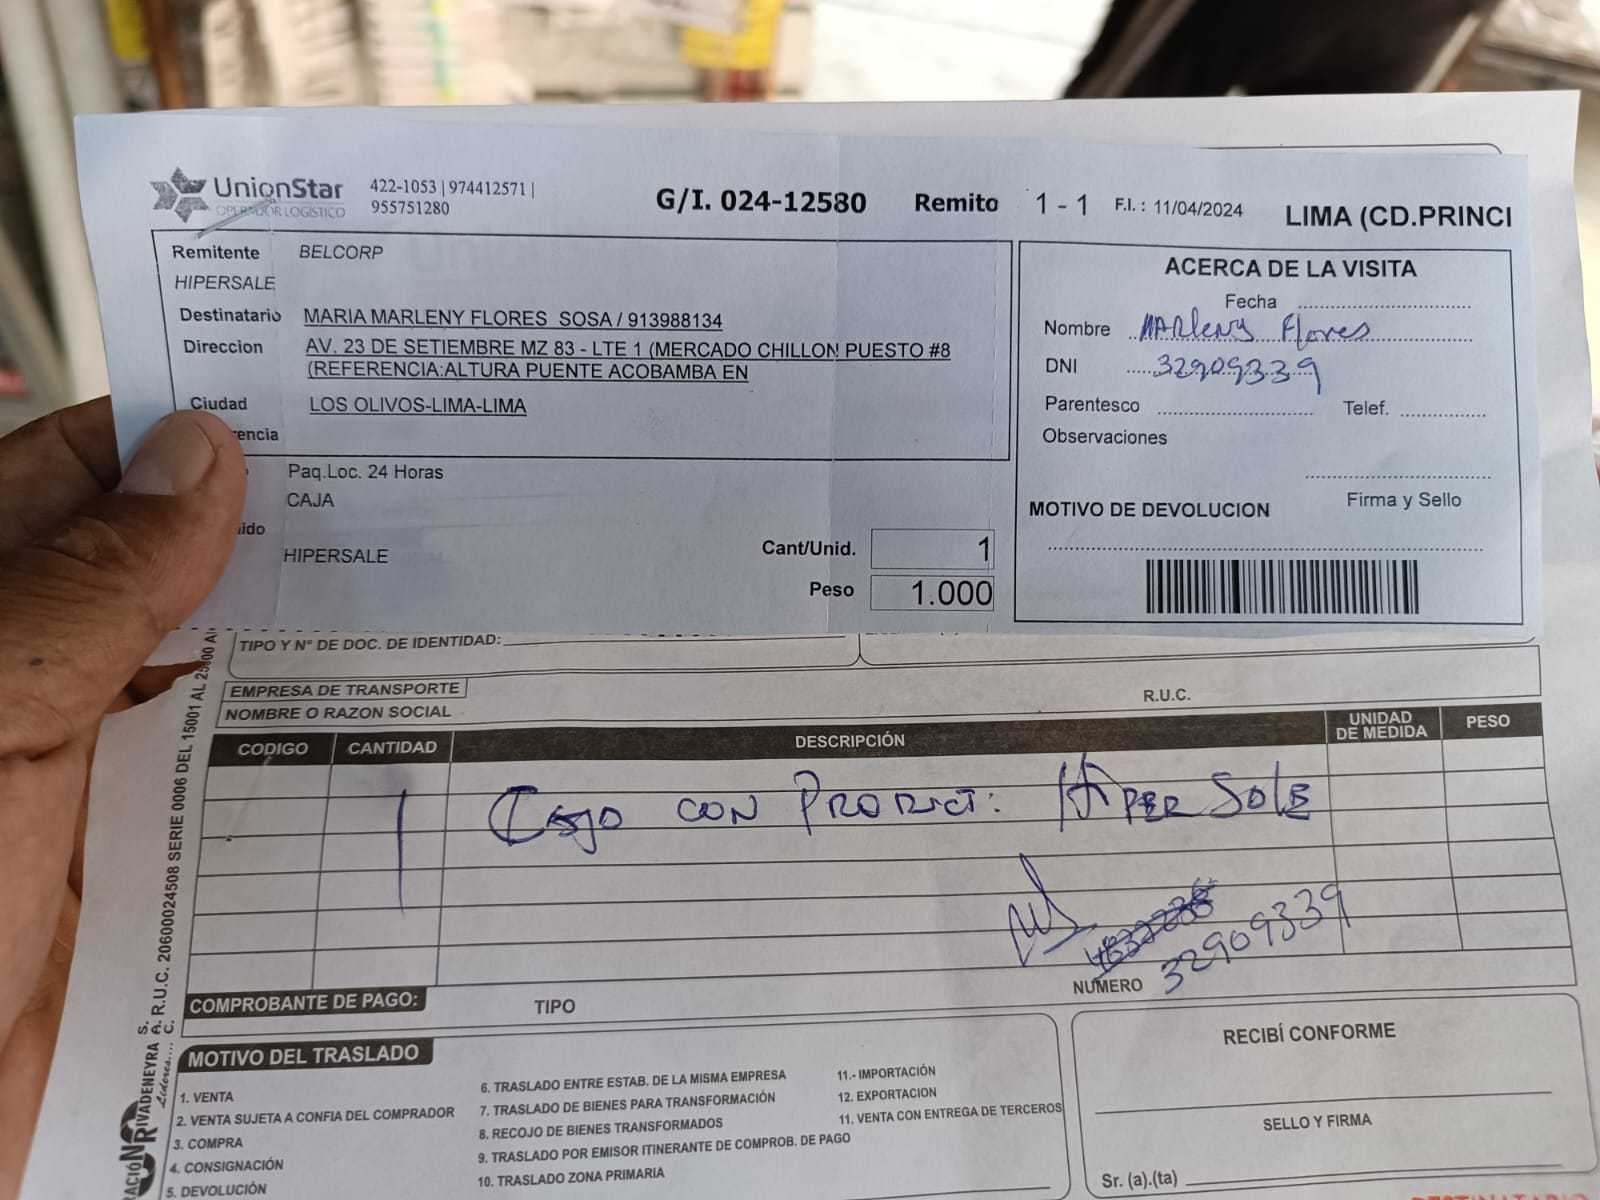 UnionStar
OPERADOR LOGÍSTICO
422-1053 | 974412571 |
955751280
G/I. 024-12580 Remito 1 - 1 F.I. : 11/04/2024 LIMA (CD.PRINCI
Remitente BELCORP
HIPERSALE
Destinatario MARIA MARLENY FLORES SOSA / 913988134
Direccion AV. 23 DE SETIEMBRE MZ 83 - LTE 1 (MERCADO CHILLON PUESTO #8
(REFERENCIA:ALTURA PUENTE ACOBAMBA EN
Ciudad LOS OLIVOS-LIMA-LIMA
rencia
Paq.Loc. 24 Horas
CAJA
ido
HIPERSALE
Cant/Unid. 1
Peso 1.000
ACERCA DE LA VISITA
Fecha
Nombre Marleny Flores
DNI 32909339
Parentesco Telef.
Observaciones
Firma y Sello
MOTIVO DE DEVOLUCION
TIPO Y N° DE DOC. DE IDENTIDAD:
EMPRESA DE TRANSPORTE
NOMBRE O RAZON SOCIAL R.U.C.
CODIGO CANTIDAD DESCRIPCIÓN UNIDAD DE MEDIDA PESO
1 Caja con Product: Hiper Sale
32909339
COMPROBANTE DE PAGO: TIPO NUMERO
MOTIVO DEL TRASLADO
1. VENTA
2. VENTA SUJETA A CONFIA DEL COMPRADOR
3. COMPRA
4. CONSIGNACIÓN
5. DEVOLUCIÓN
6. TRASLADO ENTRE ESTAB. DE LA MISMA EMPRESA
7. TRASLADO DE BIENES PARA TRANSFORMACIÓN
8. RECOJO DE BIENES TRANSFORMADOS
9. TRASLADO POR EMISOR ITINERANTE DE COMPROB. DE PAGO
10. TRASLADO ZONA PRIMARIA
11.- IMPORTACIÓN
12. EXPORTACION
11. VENTA CON ENTREGA DE TERCEROS
RECIBÍ CONFORME
SELLO Y FIRMA
Sr. (a).(ta)
RIVADENEYRA S.A.C.
Líderes....
R.U.C. 20600024508 SERIE 0006 DEL 15001 AL